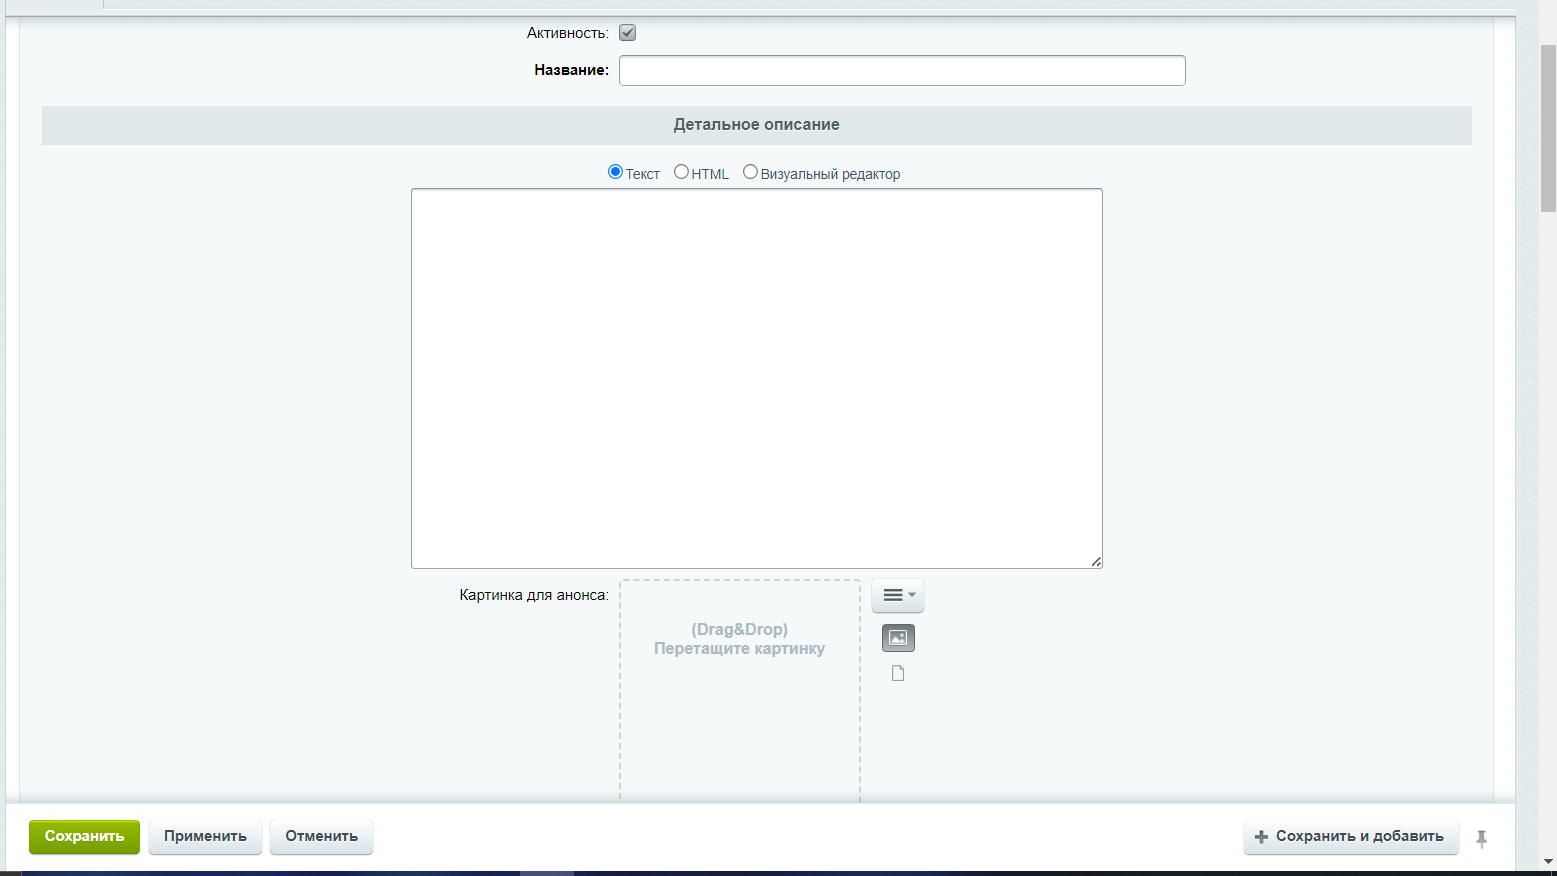 Активность:
Название:
Детальное описание
Текст HTML Визуальный редактор
Картинка для анонса:
(Drag&Drop)
Перетащите картинку
Сохранить Применить Отменить Сохранить и добавить